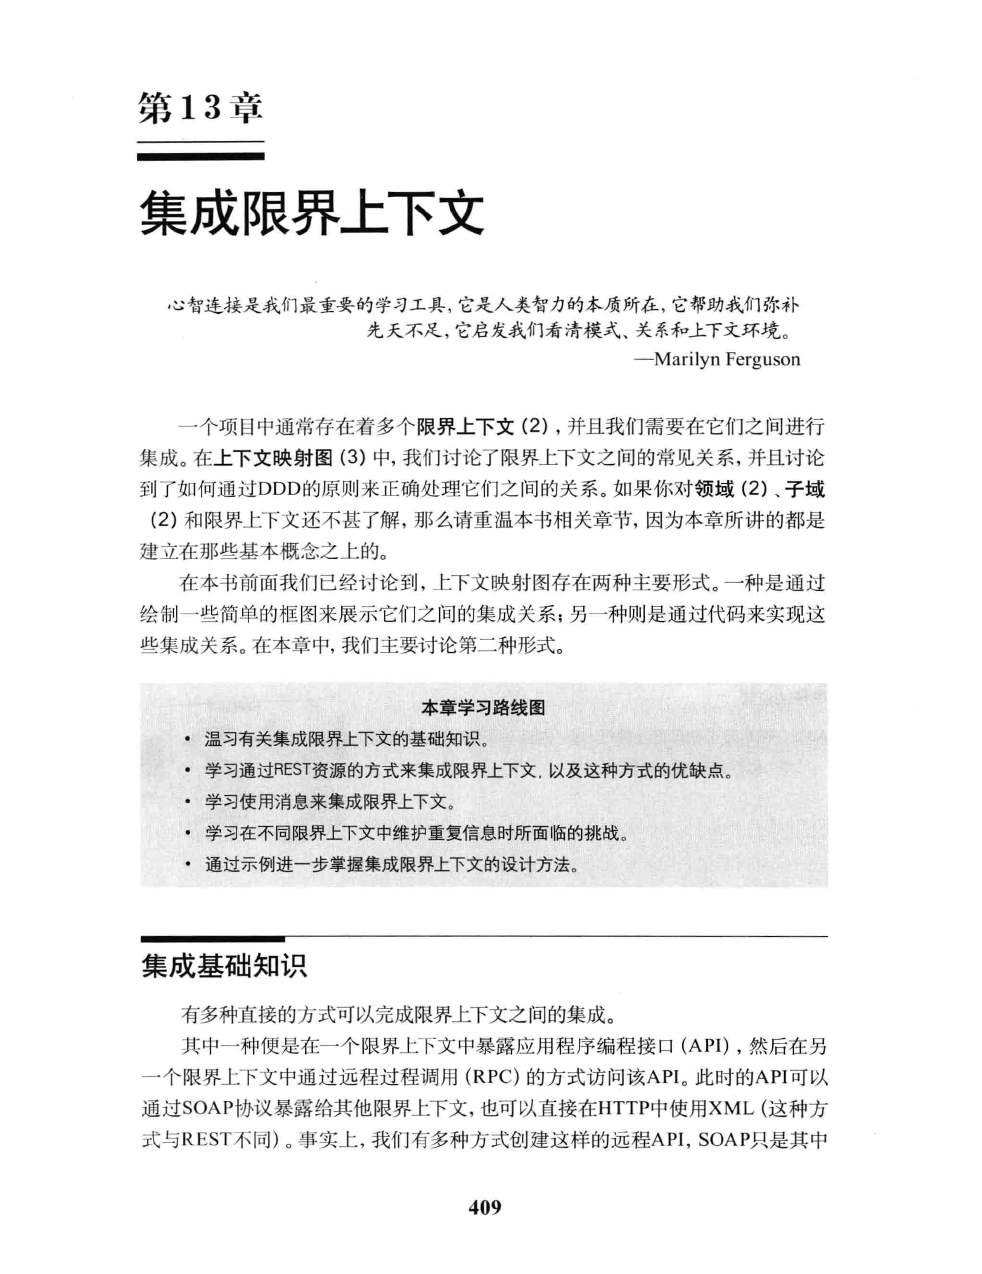 第13章
集成限界上下文
心智连接是我们最重要的学习工具，它是人类智力的本质所在，它帮助我们弥补
先天不足，它启发我们看清模式、关系和上下文环境。
—Marilyn Ferguson
一个项目中通常存在着多个限界上下文（2），并且我们需要在它们之间进行
集成。在上下文映射图（3）中，我们讨论了限界上下文之间的常见关系，并且讨论
到了如何通过DDD的原则来正确处理它们之间的关系。如果你对领域（2）、子域
（2）和限界上下文还不甚了解，那么请重温本书相关章节，因为本章所讲的都是
建立在那些基本概念之上的。
在本书前面我们已经讨论到，上下文映射图存在两种主要形式。一种是通过
绘制一些简单的框图来展示它们之间的集成关系；另一种则是通过代码来实现这
些集成关系。在本章中，我们主要讨论第二种形式。
本章学习路线图
• 温习有关集成限界上下文的基础知识。
• 学习通过REST资源的方式来集成限界上下文，以及这种方式的优缺点。
• 学习使用消息来集成限界上下文。
• 学习在不同限界上下文中维护重复信息时所面临的挑战。
• 通过示例进一步掌握集成限界上下文的设计方法。
集成基础知识
有多种直接的方式可以完成限界上下文之间的集成。
其中一种便是在一个限界上下文中暴露应用程序编程接口（API），然后在另
一个限界上下文中通过远程过程调用（RPC）的方式访问该API。此时的API可以
通过SOAP协议暴露给其他限界上下文，也可以直接在HTTP中使用XML（这种方
式与REST不同）。事实上，我们有多种方式创建这样的远程API，SOAP只是其中
409